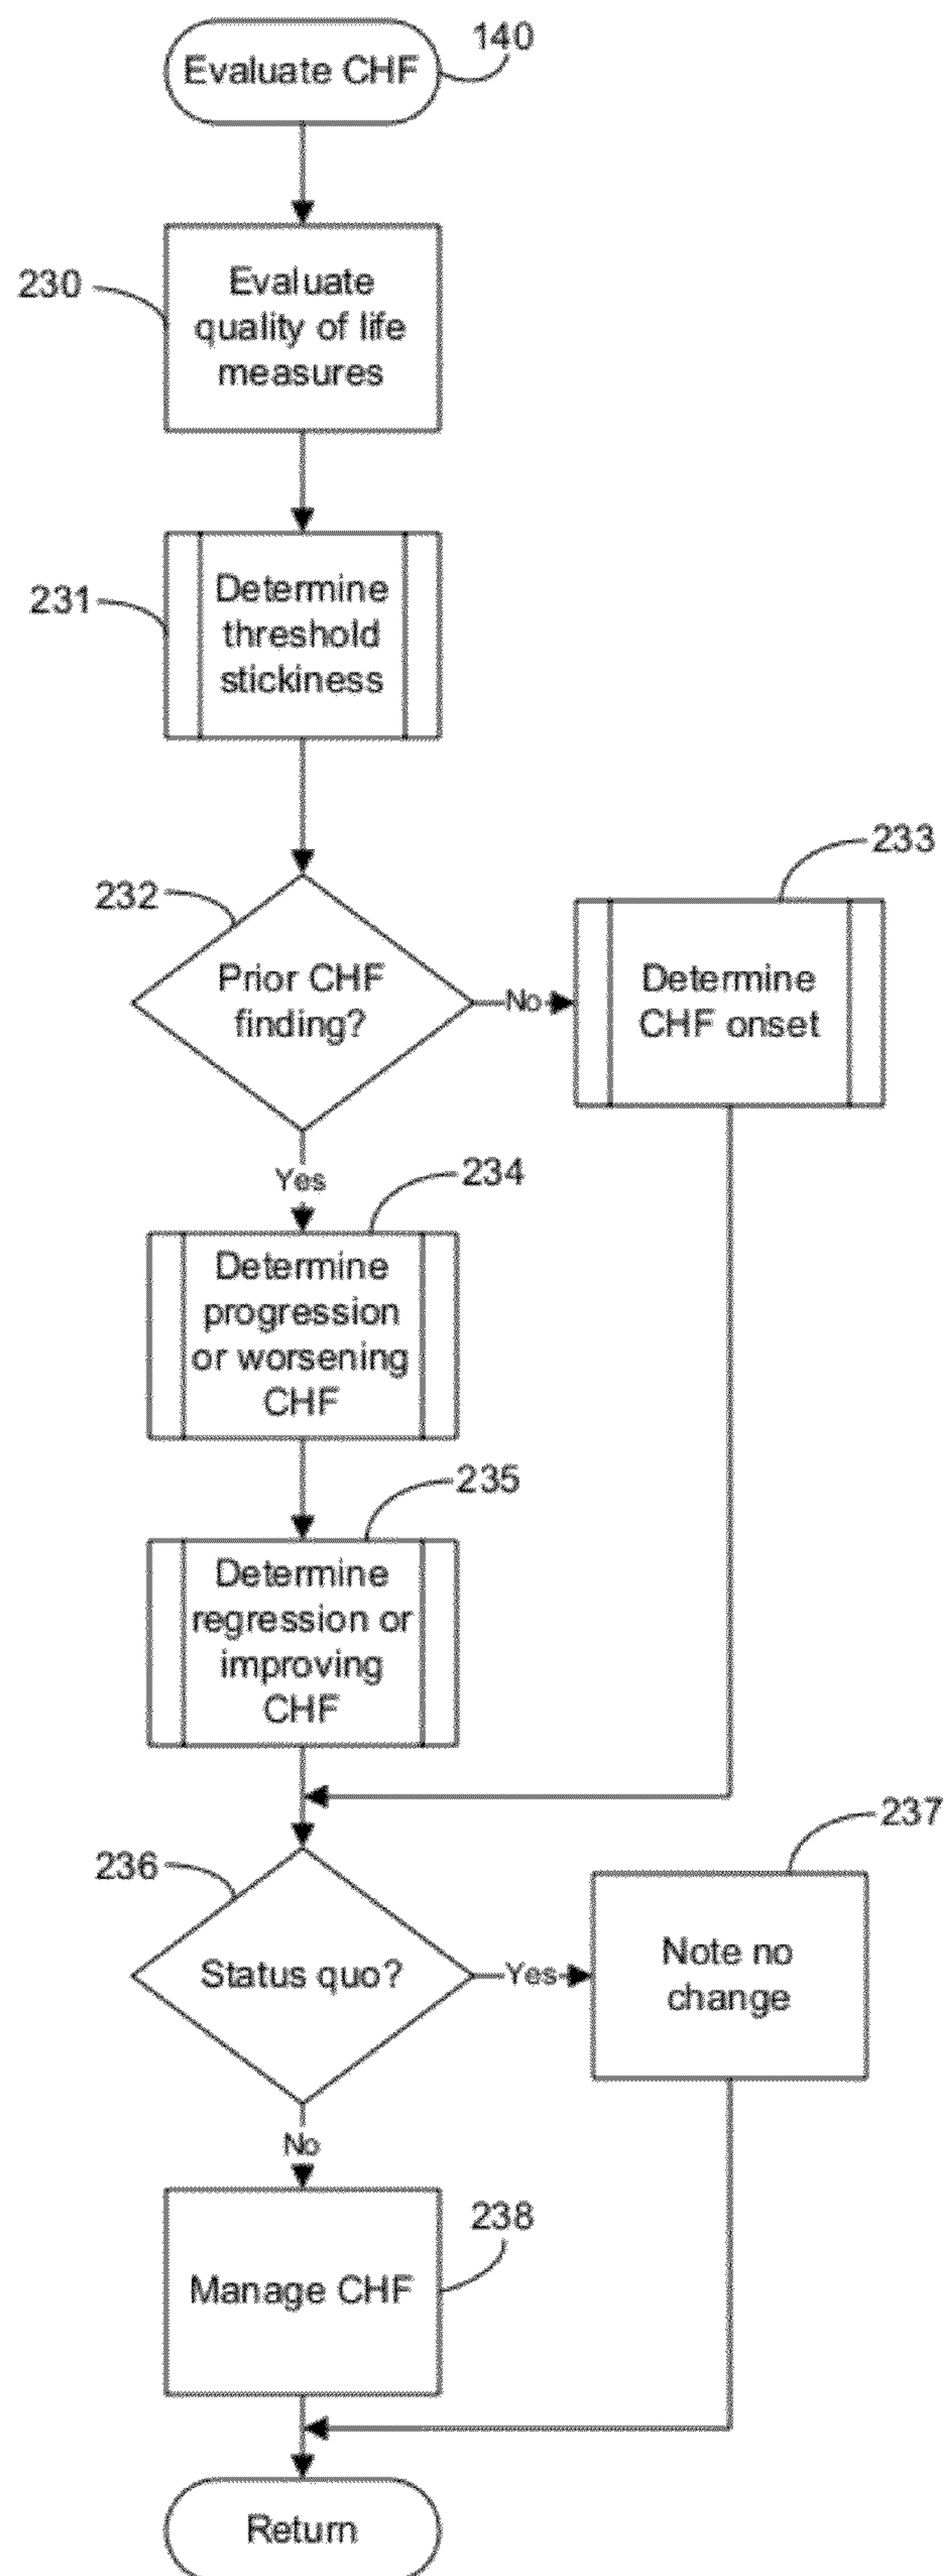 Evaluate CHF
140
230
Evaluate
quality of life
measures
231
Determine
threshold
stickiness
232
Prior CHF
finding?
No
233
Determine
CHF onset
Yes
234
Determine
progression
or worsening
CHF
235
Determine
regression or
improving
CHF
236
Status quo?
Yes
237
Note no
change
No
238
Manage CHF
Return